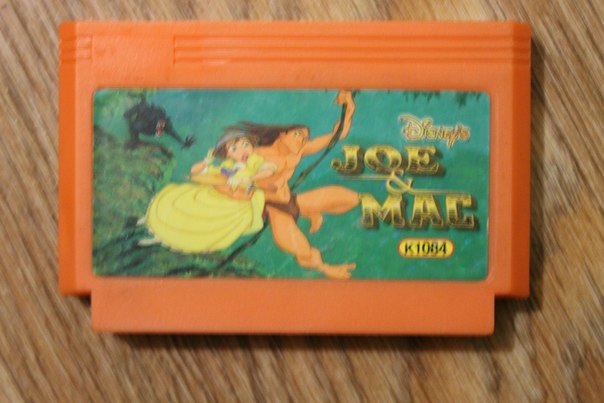 Disney's
JOE
&
MAC
K1084